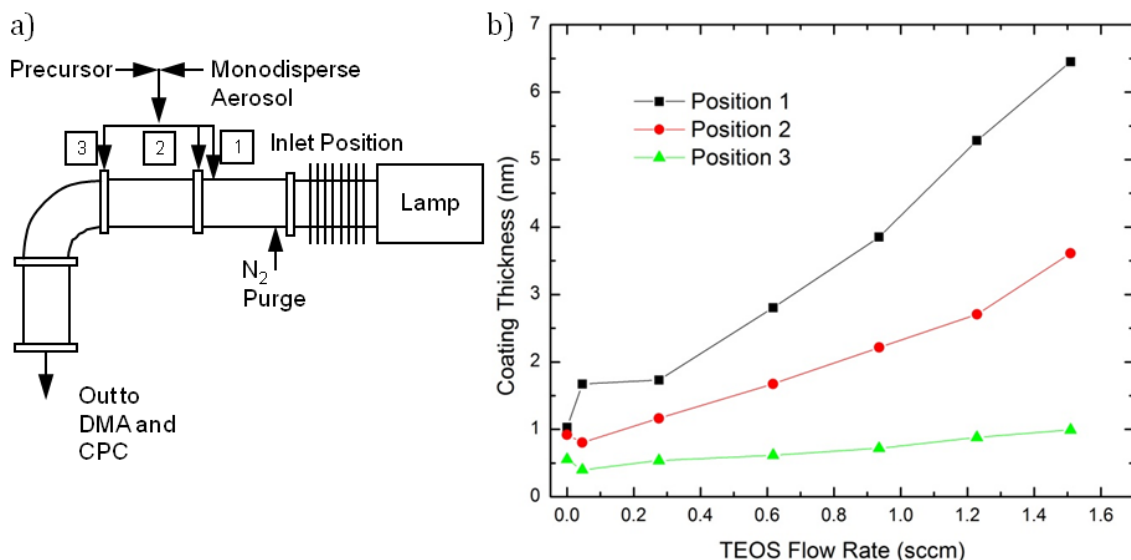 a)
Precursor
Monodisperse
Aerosol
3
2
1
Inlet Position
Lamp
N2
Purge
Out to
DMA and
CPC
b)
7
6
5
4
3
2
1
0
Coating Thickness (nm)
Position 1
Position 2
Position 3
0.0 0.2 0.4 0.6 0.8 1.0 1.2 1.4 1.6
TEOS Flow Rate (sccm)